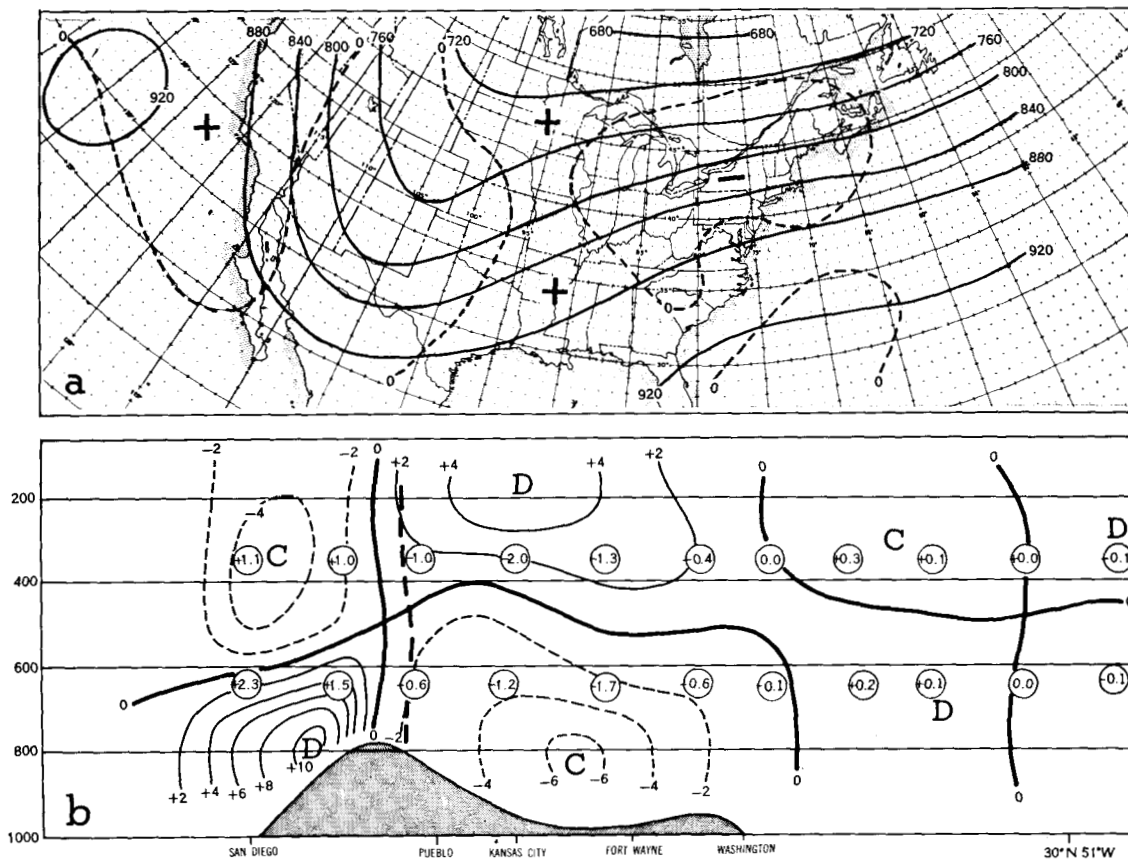 0 880 840 800 0 760 720 0 680 680 720 760
920 800
840
880
920
0
a 0 920 0 0
-2 -2 0 +2 +4 +4 +2 0 0
200 D
-4
C C D
+1.1 +1.0 -1.0 -2.0 -1.3 -0.4 0.0 +0.3 +0.1 +0.0 -0.1
400
0
600
+2.3 +1.5 -0.6 -1.2 -1.7 -0.6 +0.1 +0.2 +0.1 0.0 -0.1
0 D
800 D 0 -2 C
+2 +4 +6 +8 +10 -4 -6 -6 -4 -2 0 0
b
1000
SAN DIEGO PUEBLO KANSAS CITY FORT WAYNE WASHINGTON 30°N 51°W